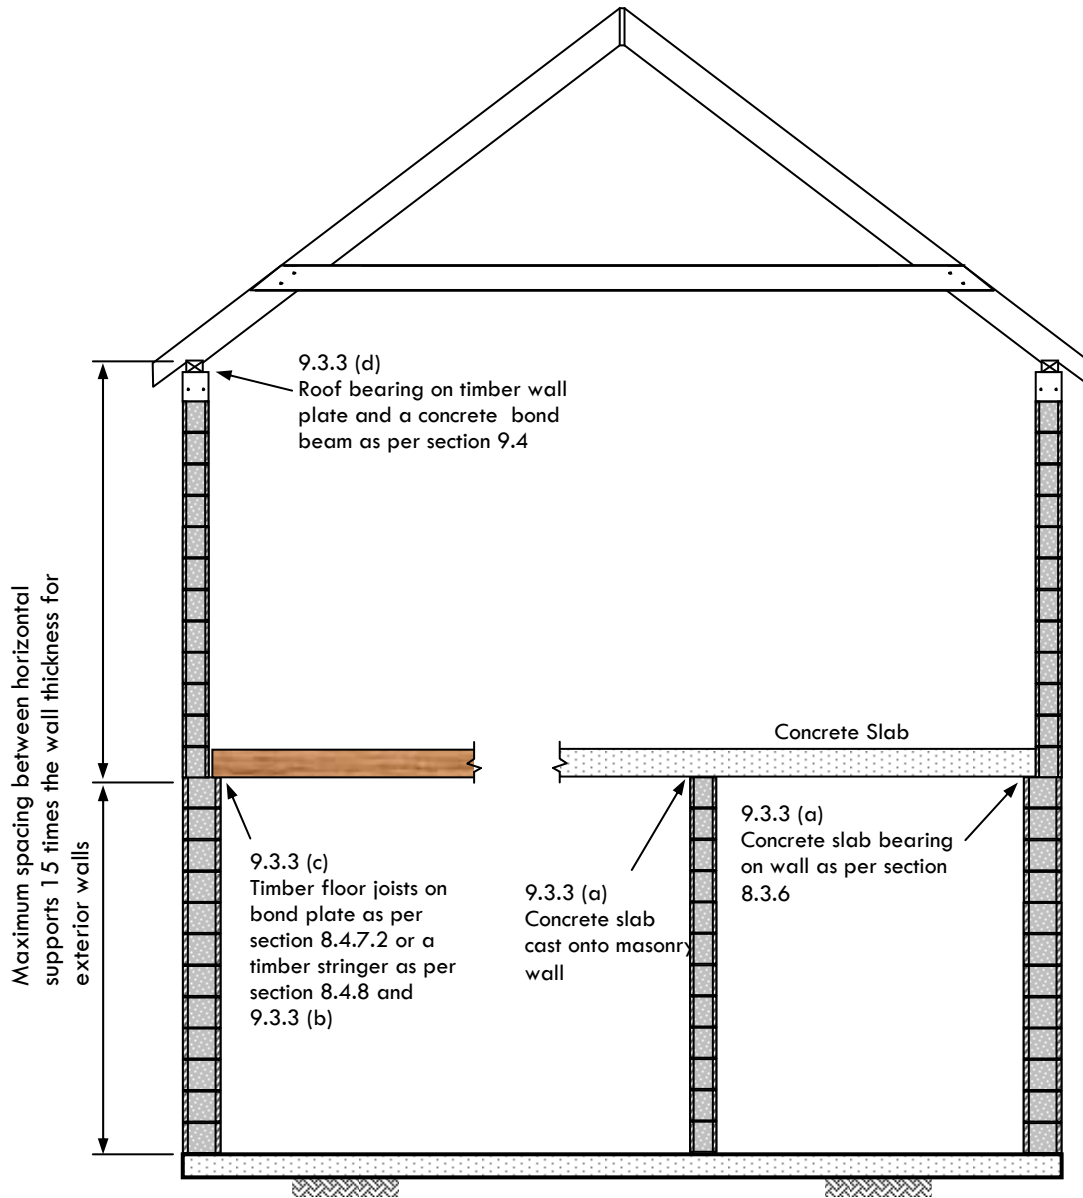 9.3.3 (d)
Roof bearing on timber wall
plate and a concrete bond
beam as per section 9.4
Maximum spacing between horizontal
supports 15 times the wall thickness for
exterior walls
Concrete Slab
9.3.3 (c)
Timber floor joists on
bond plate as per
section 8.4.7.2 or a
timber stringer as per
section 8.4.8 and
9.3.3 (b)
9.3.3 (a)
Concrete slab
cast onto masonry
wall
9.3.3 (a)
Concrete slab bearing
on wall as per section
8.3.6